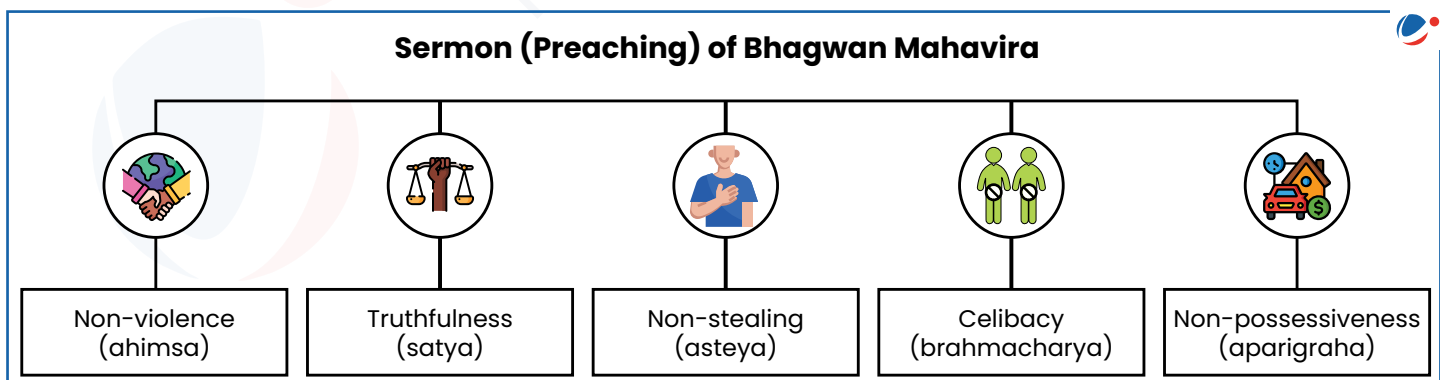 Sermon (Preaching) of Bhagwan Mahavira
$
Non-violence
(ahimsa)
Truthfulness
(satya)
Non-stealing
(asteya)
Celibacy
(brahmacharya)
Non-possessiveness
(aparigraha)